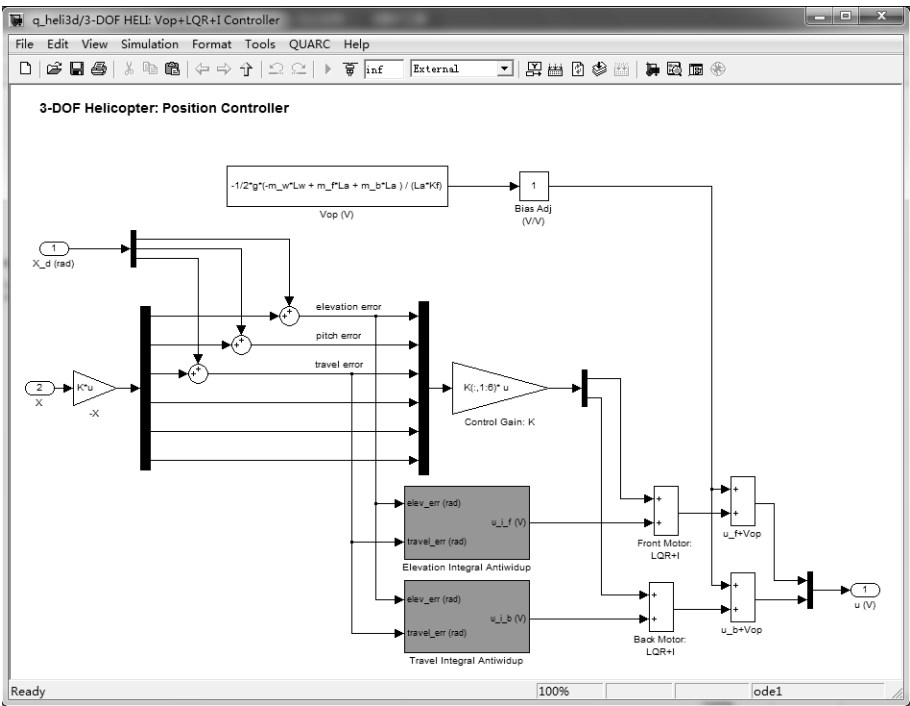 q_heli3d/3-DOF HELI: Vop+LQR+I Controller
File Edit View Simulation Format Tools QUARC Help
inf External
3-DOF Helicopter: Position Controller
-1/2*g*(-m_w*Lw + m_f*La + m_b*La ) / (La*Kf)
Vop (V)
1
Bias Adj
(V/V)
1
X_d (rad)
elevation error
pitch error
travel error
2
X
K*u
-X
K(:,1:6)* u
Control Gain: K
elev_err (rad)
u_i_f (V)
travel_err (rad)
Elevation Integral Antiwidup
elev_err (rad)
u_i_b (V)
travel_err (rad)
Travel Integral Antiwidup
+
+
Front Motor:
LQR+I
+
+
u_f+Vop
+
+
Back Motor:
LQR+I
+
+
u_b+Vop
1
u (V)
Ready 100% ode1